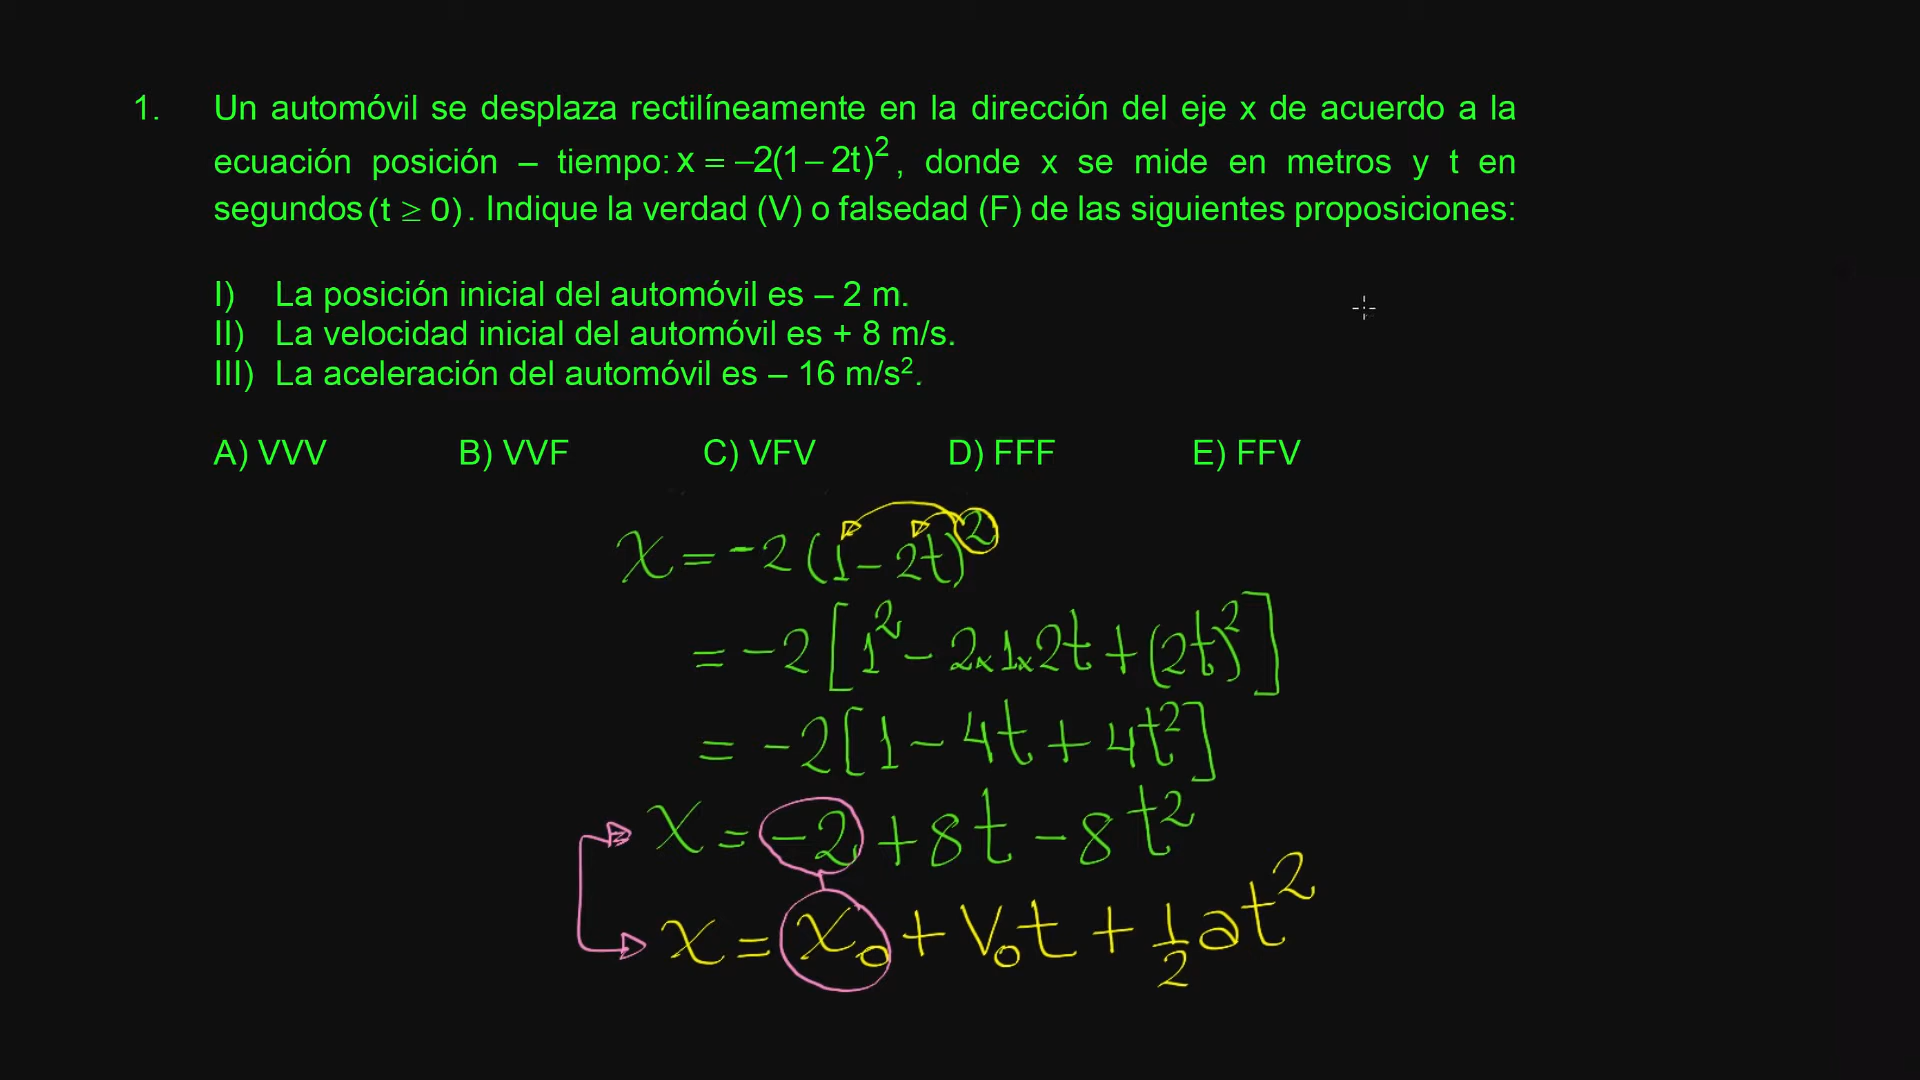 1. Un automóvil se desplaza rectilíneamente en la dirección del eje x de acuerdo a la
ecuación posición – tiempo: x = –2(1 – 2t)², donde x se mide en metros y t en
segundos (t ≥ 0). Indique la verdad (V) o falsedad (F) de las siguientes proposiciones:
I) La posición inicial del automóvil es – 2 m.
II) La velocidad inicial del automóvil es + 8 m/s.
III) La aceleración del automóvil es – 16 m/s².
A) VVV B) VVF C) VFV D) FFF E) FFV
x = -2(1 - 2t)²
= -2[1² - 2x1x2t + (2t)²]
= -2[1 - 4t + 4t²]
x = -2 + 8t - 8t²
x = x₀ + V₀t + 1/2 at²